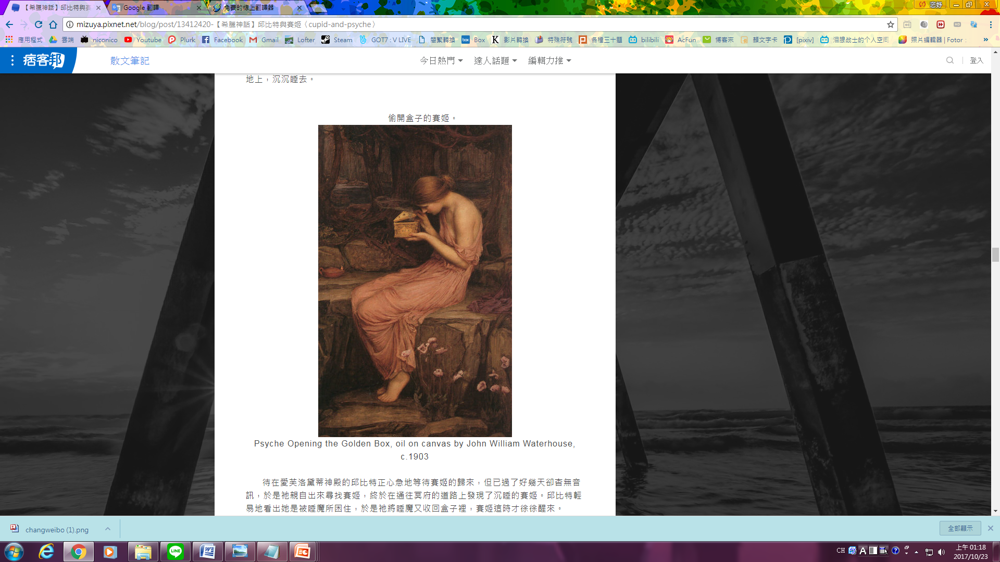 【希臘神話】邱比特與賽
Google 翻譯
免費的線上翻譯器
mizuya.pixnet.net/blog/post/13412420-【希臘神話】邱比特與賽姬〈cupid-and-psyche〉
應用程式 雲端 niconico Youtube Plurk Facebook Gmail Lofter Steam GOT7 : V LIVE 簡繁轉換 Box 影片轉換 特殊符號 各種三十題 bilibili AcFun 博客來 顏文字卡 [pixiv] 泪腺战士的个人空间 照片編輯器 | Fotor :
痞客邦 散文筆記 今日熱門 達人話題 編輯力推 登入
地上，沉沉睡去。
偷開盒子的賽姬。
Psyche Opening the Golden Box, oil on canvas by John William Waterhouse,
c.1903
待在愛芙洛黛蒂神殿的邱比特正心急地等待賽姬的歸來，但已過了好幾天卻杳無音
訊，於是祂親自出來尋找賽姬，終於在通往冥府的道路上發現了沉睡的賽姬。邱比特輕
易地看出她是被睡魔所困住，於是祂將睡魔又收回盒子裡，賽姬這時才徐徐醒來。
changweibo (1).png
全部顯示
LINE
CH
上午 01:18
2017/10/23